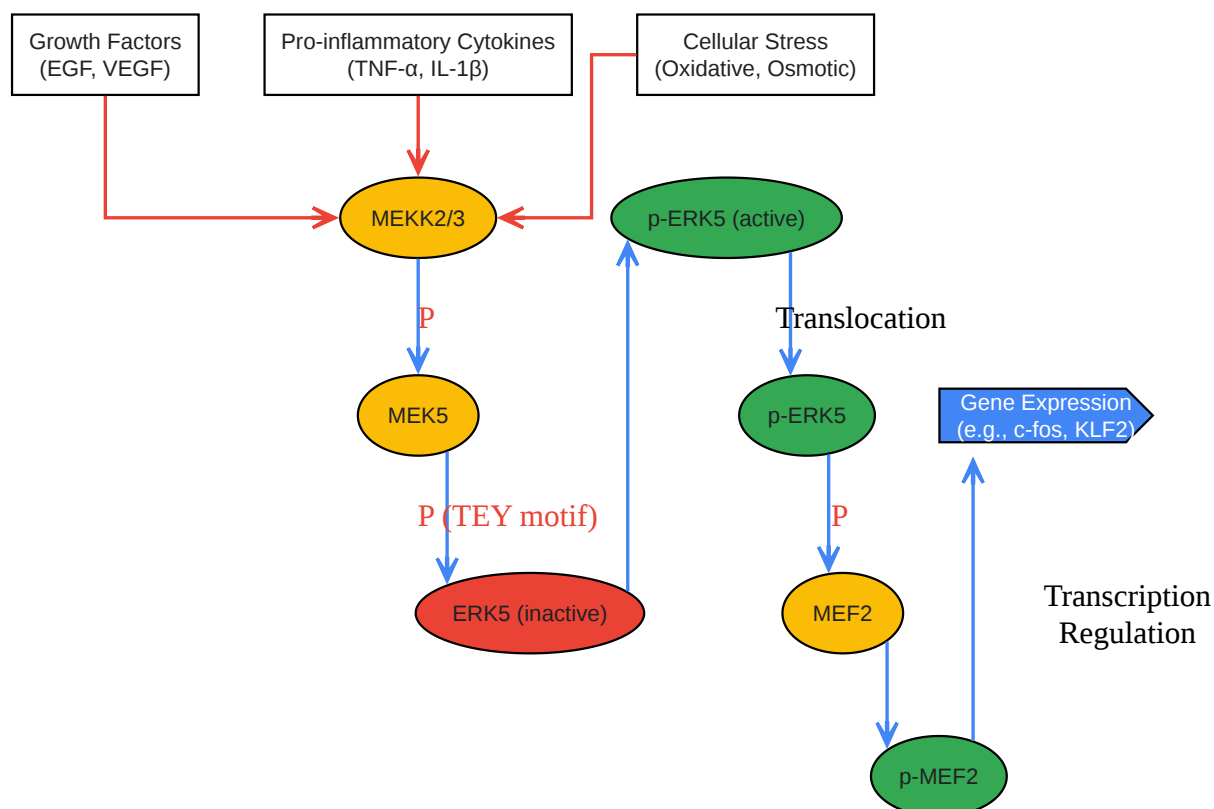 Growth Factors
(EGF, VEGF)
Pro-inflammatory Cytokines
(TNF-α, IL-1β)
Cellular Stress
(Oxidative, Osmotic)
MEKK2/3
p-ERK5 (active)
P
Translocation
MEK5
p-ERK5
Gene Expression
(e.g., c-fos, KLF2)
P (TEY motif)
P
ERK5 (inactive)
MEF2
Transcription
Regulation
p-MEF2